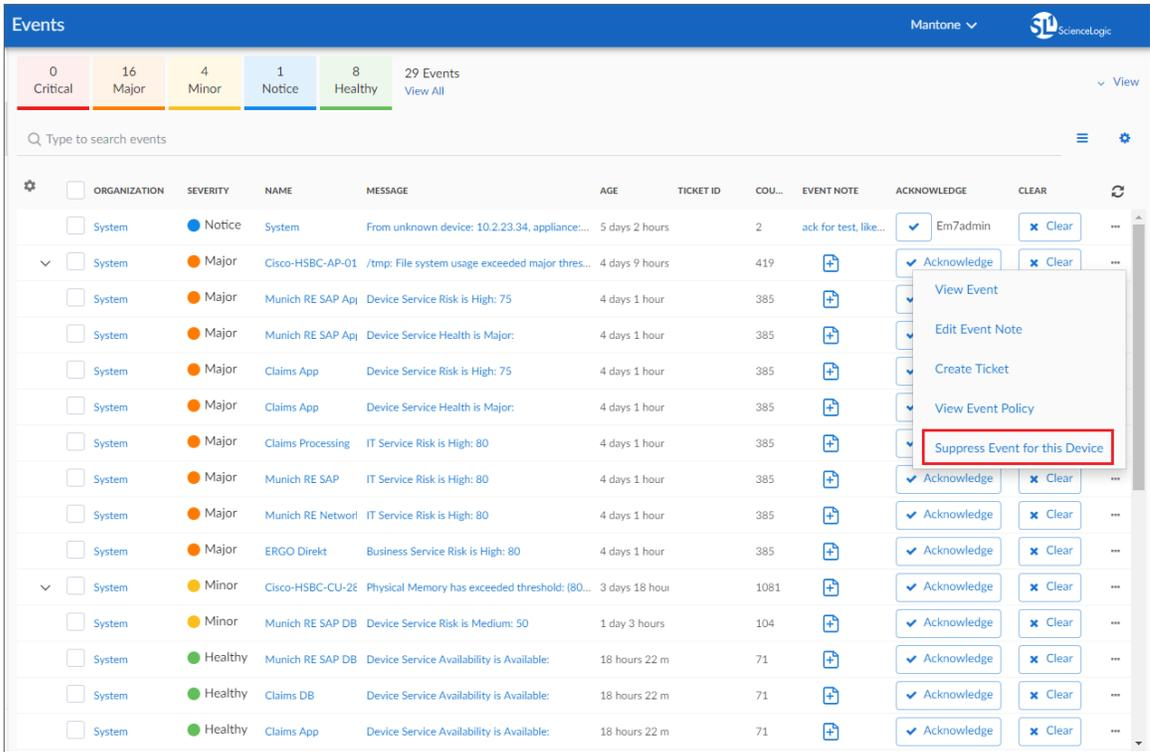 Events
Mantone
SL1 ScienceLogic
0 Critical
16 Major
4 Minor
1 Notice
8 Healthy
29 Events
View All
View
Type to search events
ORGANIZATION SEVERITY NAME MESSAGE AGE TICKET ID COU... EVENT NOTE ACKNOWLEDGE CLEAR
System Notice System From unknown device: 10.2.23.34, appliance:... 5 days 2 hours 2 ack for test, like... Em7admin Clear ...
System Major Cisco-HSBC-AP-01 /tmp: File system usage exceeded major thres... 4 days 9 hours 419 Acknowledge Clear ...
System Major Munich RE SAP App Device Service Risk is High: 75 4 days 1 hour 385
System Major Munich RE SAP App Device Service Health is Major: 4 days 1 hour 385
System Major Claims App Device Service Risk is High: 75 4 days 1 hour 385
System Major Claims App Device Service Health is Major: 4 days 1 hour 385
System Major Claims Processing IT Service Risk is High: 80 4 days 1 hour 385
System Major Munich RE SAP IT Service Risk is High: 80 4 days 1 hour 385 Acknowledge Clear ...
System Major Munich RE Network IT Service Risk is High: 80 4 days 1 hour 385 Acknowledge Clear ...
System Major ERGO Direkt Business Service Risk is High: 80 4 days 1 hour 385 Acknowledge Clear ...
System Minor Cisco-HSBC-CU-28 Physical Memory has exceeded threshold: (80... 3 days 18 hour 1081 Acknowledge Clear ...
System Minor Munich RE SAP DB Device Service Risk is Medium: 50 1 day 3 hours 104 Acknowledge Clear ...
System Healthy Munich RE SAP DB Device Service Availability is Available: 18 hours 22 m 71 Acknowledge Clear ...
System Healthy Claims DB Device Service Availability is Available: 18 hours 22 m 71 Acknowledge Clear ...
System Healthy Claims App Device Service Availability is Available: 18 hours 22 m 71 Acknowledge Clear ...
View Event
Edit Event Note
Create Ticket
View Event Policy
Suppress Event for this Device